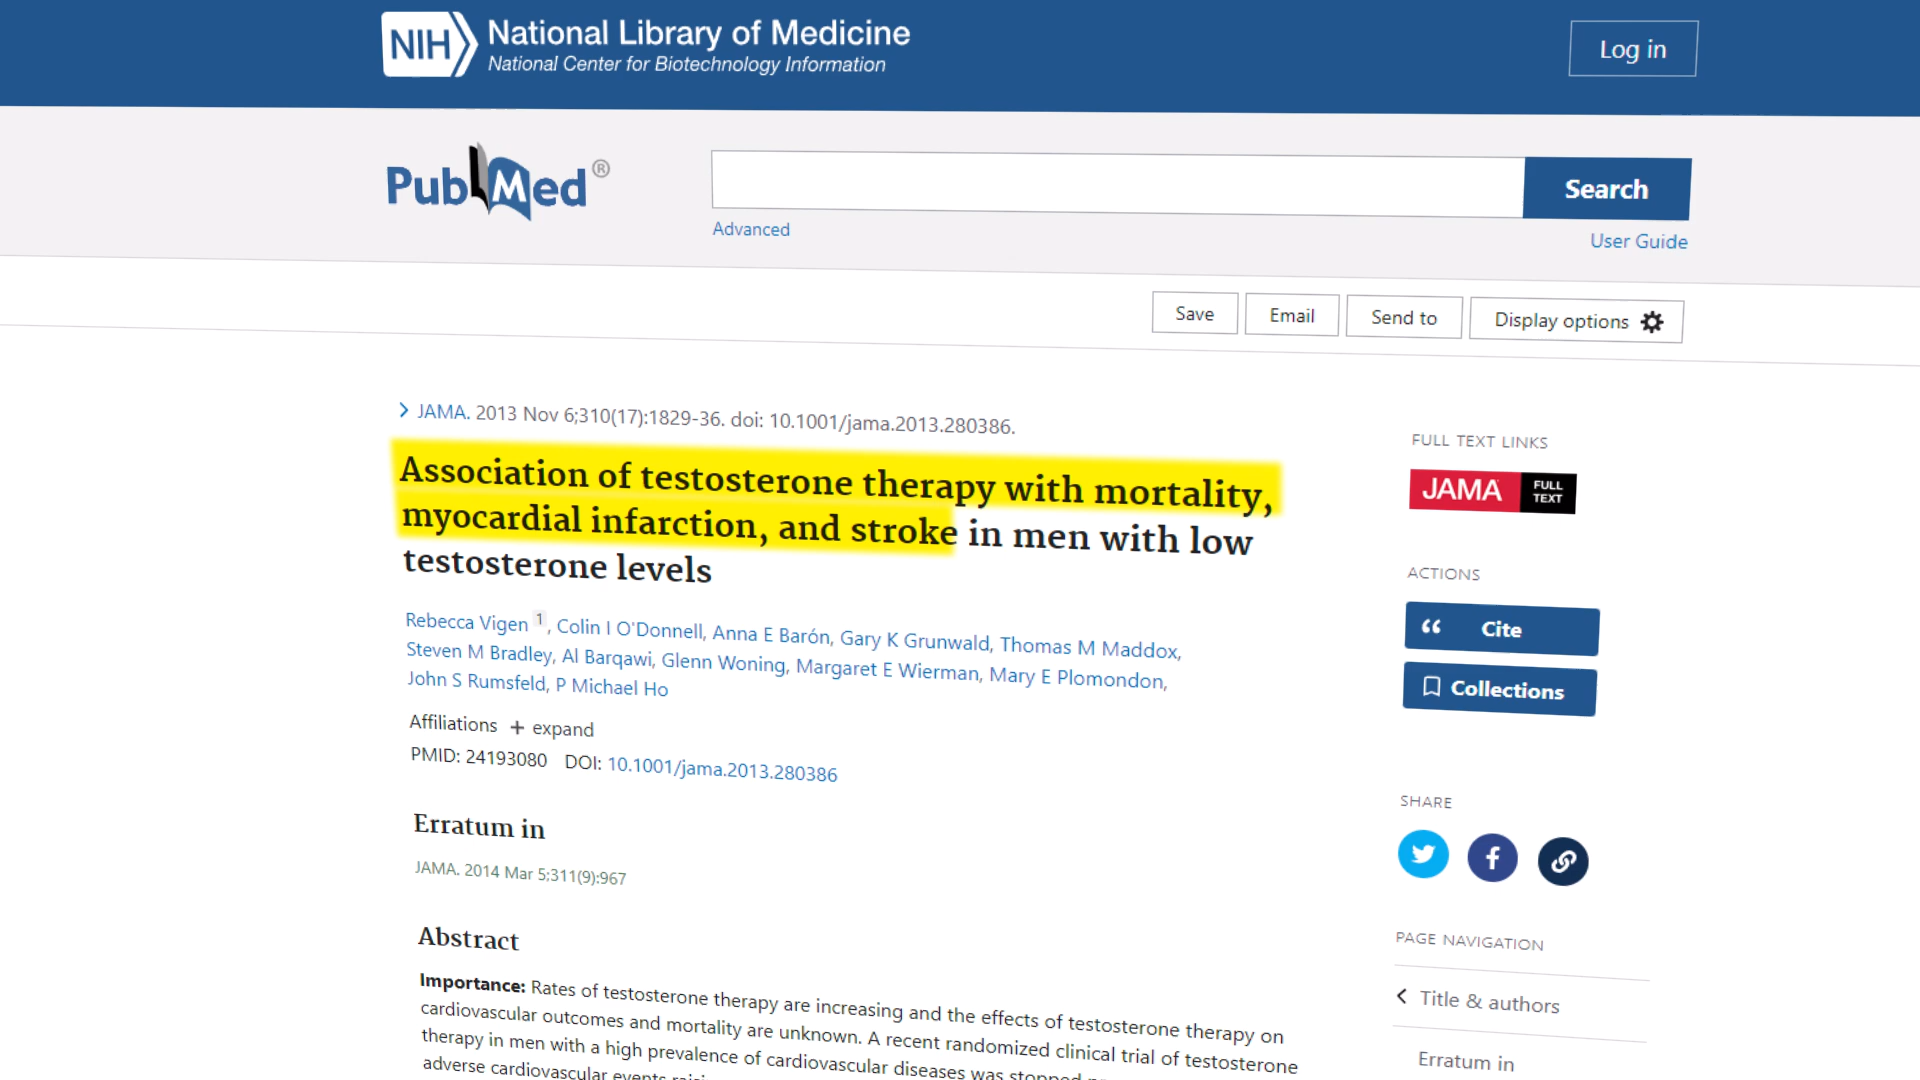 NIH National Library of Medicine
National Center for Biotechnology Information
Log in
PubMed®
Search
Advanced
User Guide
Save
Email
Send to
Display options
JAMA. 2013 Nov 6;310(17):1829-36. doi: 10.1001/jama.2013.280386.
Association of testosterone therapy with mortality,
myocardial infarction, and stroke in men with low
testosterone levels
Rebecca Vigen 1, Colin I O'Donnell, Anna E Barón, Gary K Grunwald, Thomas M Maddox,
Steven M Bradley, Al Barqawi, Glenn Woning, Margaret E Wierman, Mary E Plomondon,
John S Rumsfeld, P Michael Ho
Affiliations + expand
PMID: 24193080 DOI: 10.1001/jama.2013.280386
Erratum in
JAMA. 2014 Mar 5;311(9):967
Abstract
Importance: Rates of testosterone therapy are increasing and the effects of testosterone therapy on
cardiovascular outcomes and mortality are unknown. A recent randomized clinical trial of testosterone
therapy in men with a high prevalence of cardiovascular diseases was stopped
adverse cardiovascular events
FULL TEXT LINKS
JAMA FULL TEXT
ACTIONS
Cite
Collections
SHARE
PAGE NAVIGATION
Title & authors
Erratum in